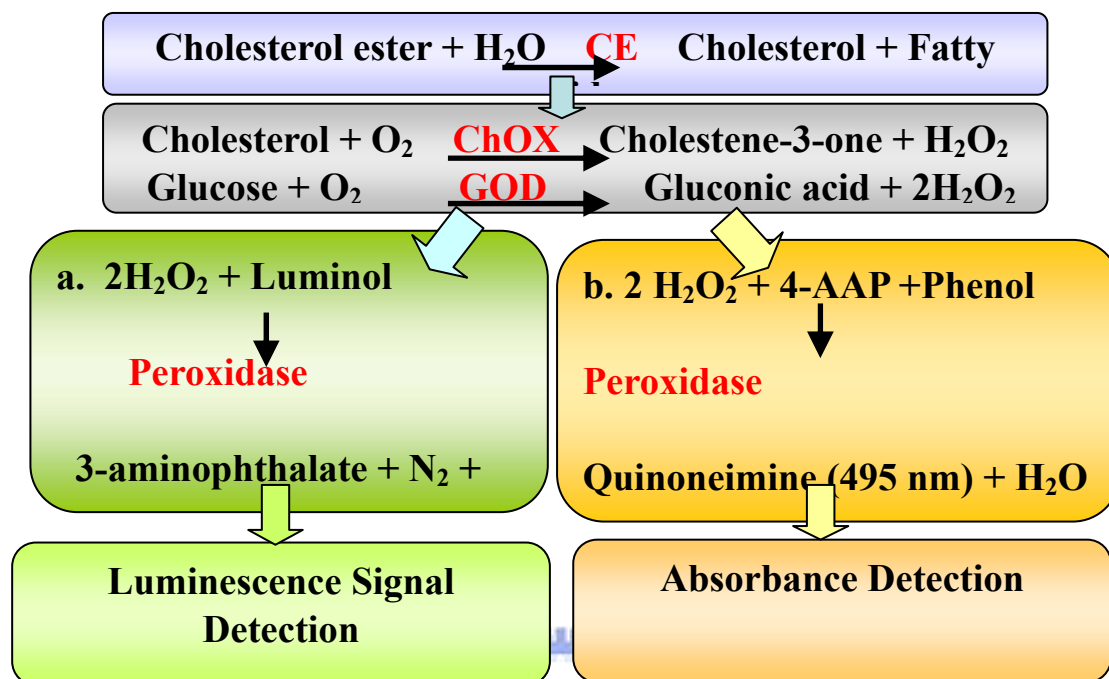 Cholesterol ester + H₂O CE Cholesterol + Fatty
Cholesterol + O₂ ChOX Cholestene-3-one + H₂O₂
Glucose + O₂ GOD Gluconic acid + 2H₂O₂
a. 2H₂O₂ + Luminol
Peroxidase
3-aminophthalate + N₂ +
b. 2 H₂O₂ + 4-AAP +Phenol
Peroxidase
Quinoneimine (495 nm) + H₂O
Luminescence Signal
Detection
Absorbance Detection